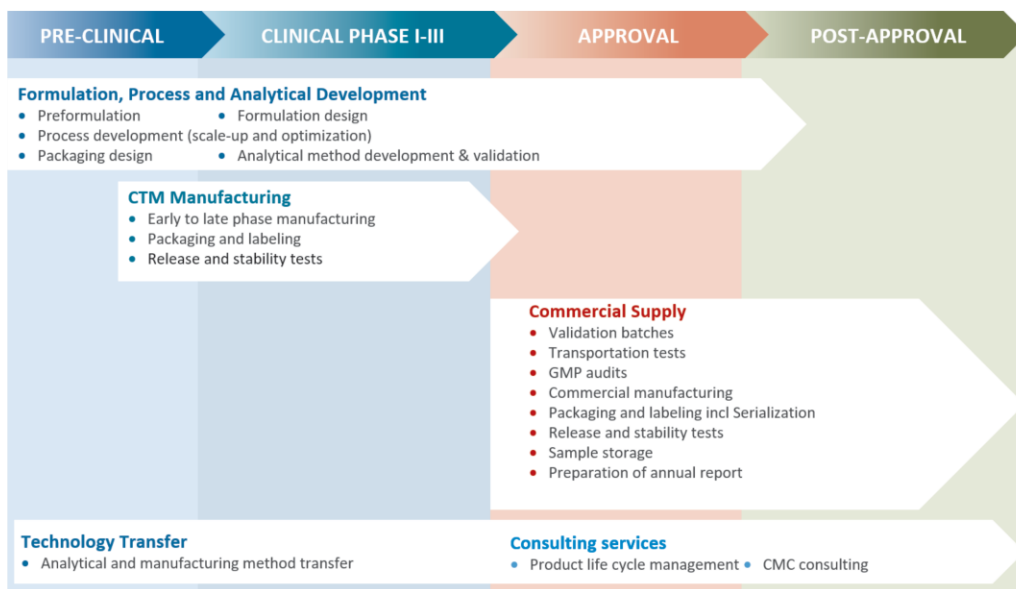 PRE-CLINICAL
CLINICAL PHASE I-III
APPROVAL
POST-APPROVAL
Formulation, Process and Analytical Development
• Preformulation • Formulation design
• Process development (scale-up and optimization)
• Packaging design • Analytical method development & validation
CTM Manufacturing
• Early to late phase manufacturing
• Packaging and labeling
• Release and stability tests
Commercial Supply
• Validation batches
• Transportation tests
• GMP audits
• Commercial manufacturing
• Packaging and labeling incl Serialization
• Release and stability tests
• Sample storage
• Preparation of annual report
Technology Transfer
• Analytical and manufacturing method transfer
Consulting services
• Product life cycle management • CMC consulting